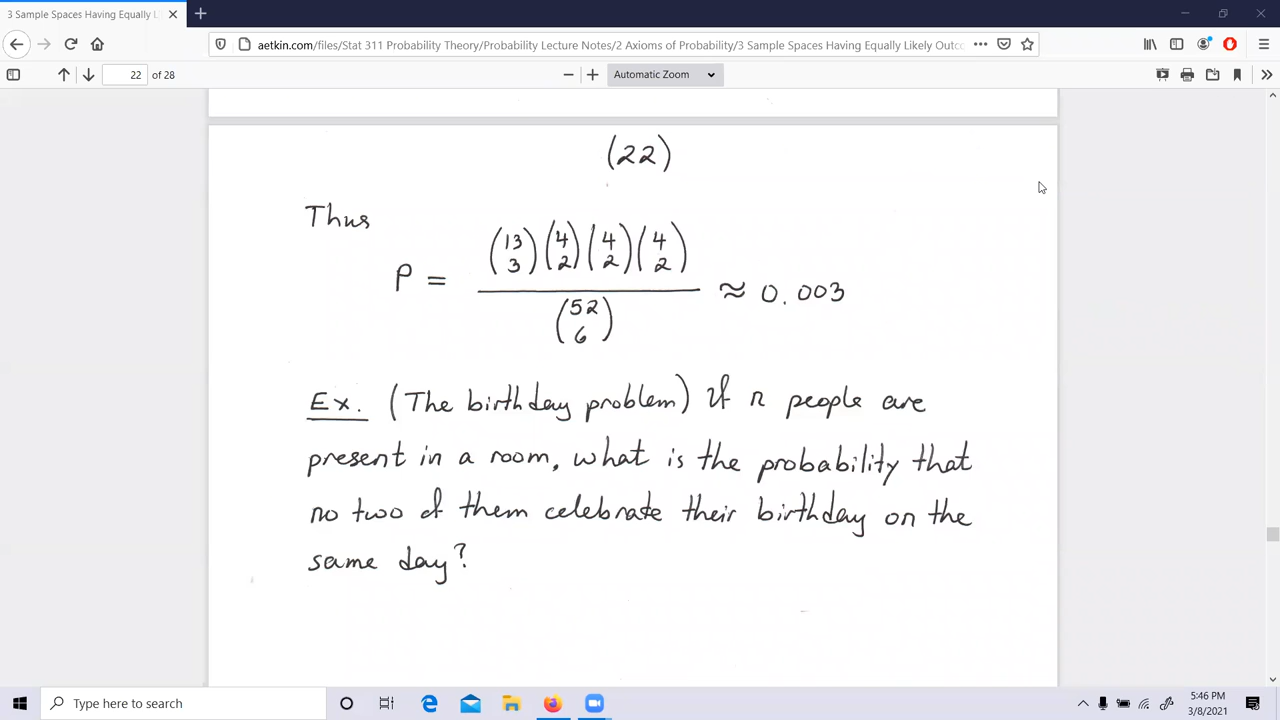 3 Sample Spaces Having Equally Li
aetkin.com/files/Stat 311 Probability Theory/Probability Lecture Notes/2 Axioms of Probability/3 Sample Spaces Having Equally Likely Outco
22 of 28
Automatic Zoom
(22)
Thus
P = (13 3)(4 2)(4 2)(4 2) / (52 6) ≈ 0.003
Ex. (The birthday problem) If n people are
present in a room, what is the probability that
no two of them celebrate their birthday on the
same day?
Type here to search
5:46 PM
3/8/2021